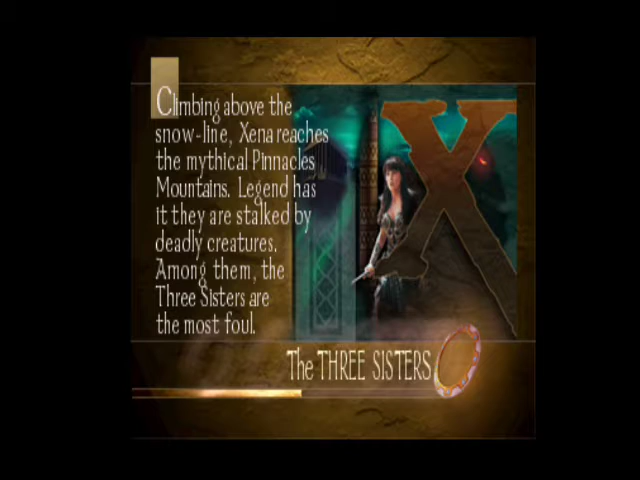 Climbing above the
snow-line, Xena reaches
the mythical Pinnacles
Mountains. Legend has
it they are stalked by
deadly creatures.
Among them, the
Three Sisters are
the most foul.
X
The THREE SISTERS